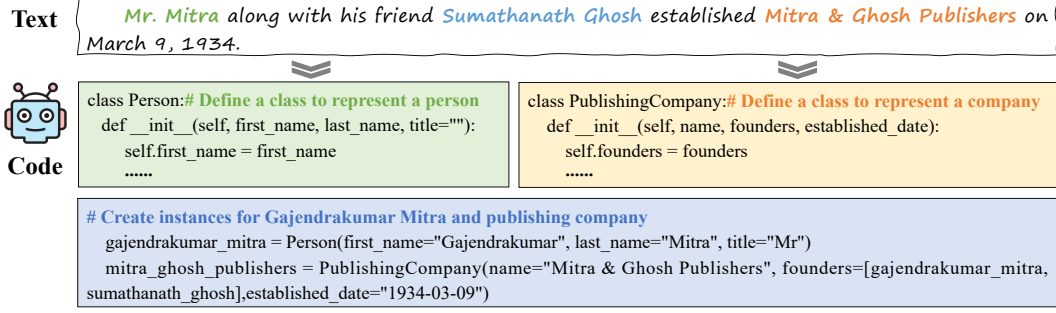 Text
Mr. Mitra along with his friend Sumathanath Ghosh established Mitra & Ghosh Publishers on
March 9, 1934.
Code
class Person:# Define a class to represent a person
def __init__(self, first_name, last_name, title=""):
self.first_name = first_name
......
class PublishingCompany:# Define a class to represent a company
def __init__(self, name, founders, established_date):
self.founders = founders
......
# Create instances for Gajendrakumar Mitra and publishing company
gajendrakumar_mitra = Person(first_name="Gajendrakumar", last_name="Mitra", title="Mr")
mitra_ghosh_publishers = PublishingCompany(name="Mitra & Ghosh Publishers", founders=[gajendrakumar_mitra,
sumathanath_ghosh],established_date="1934-03-09")